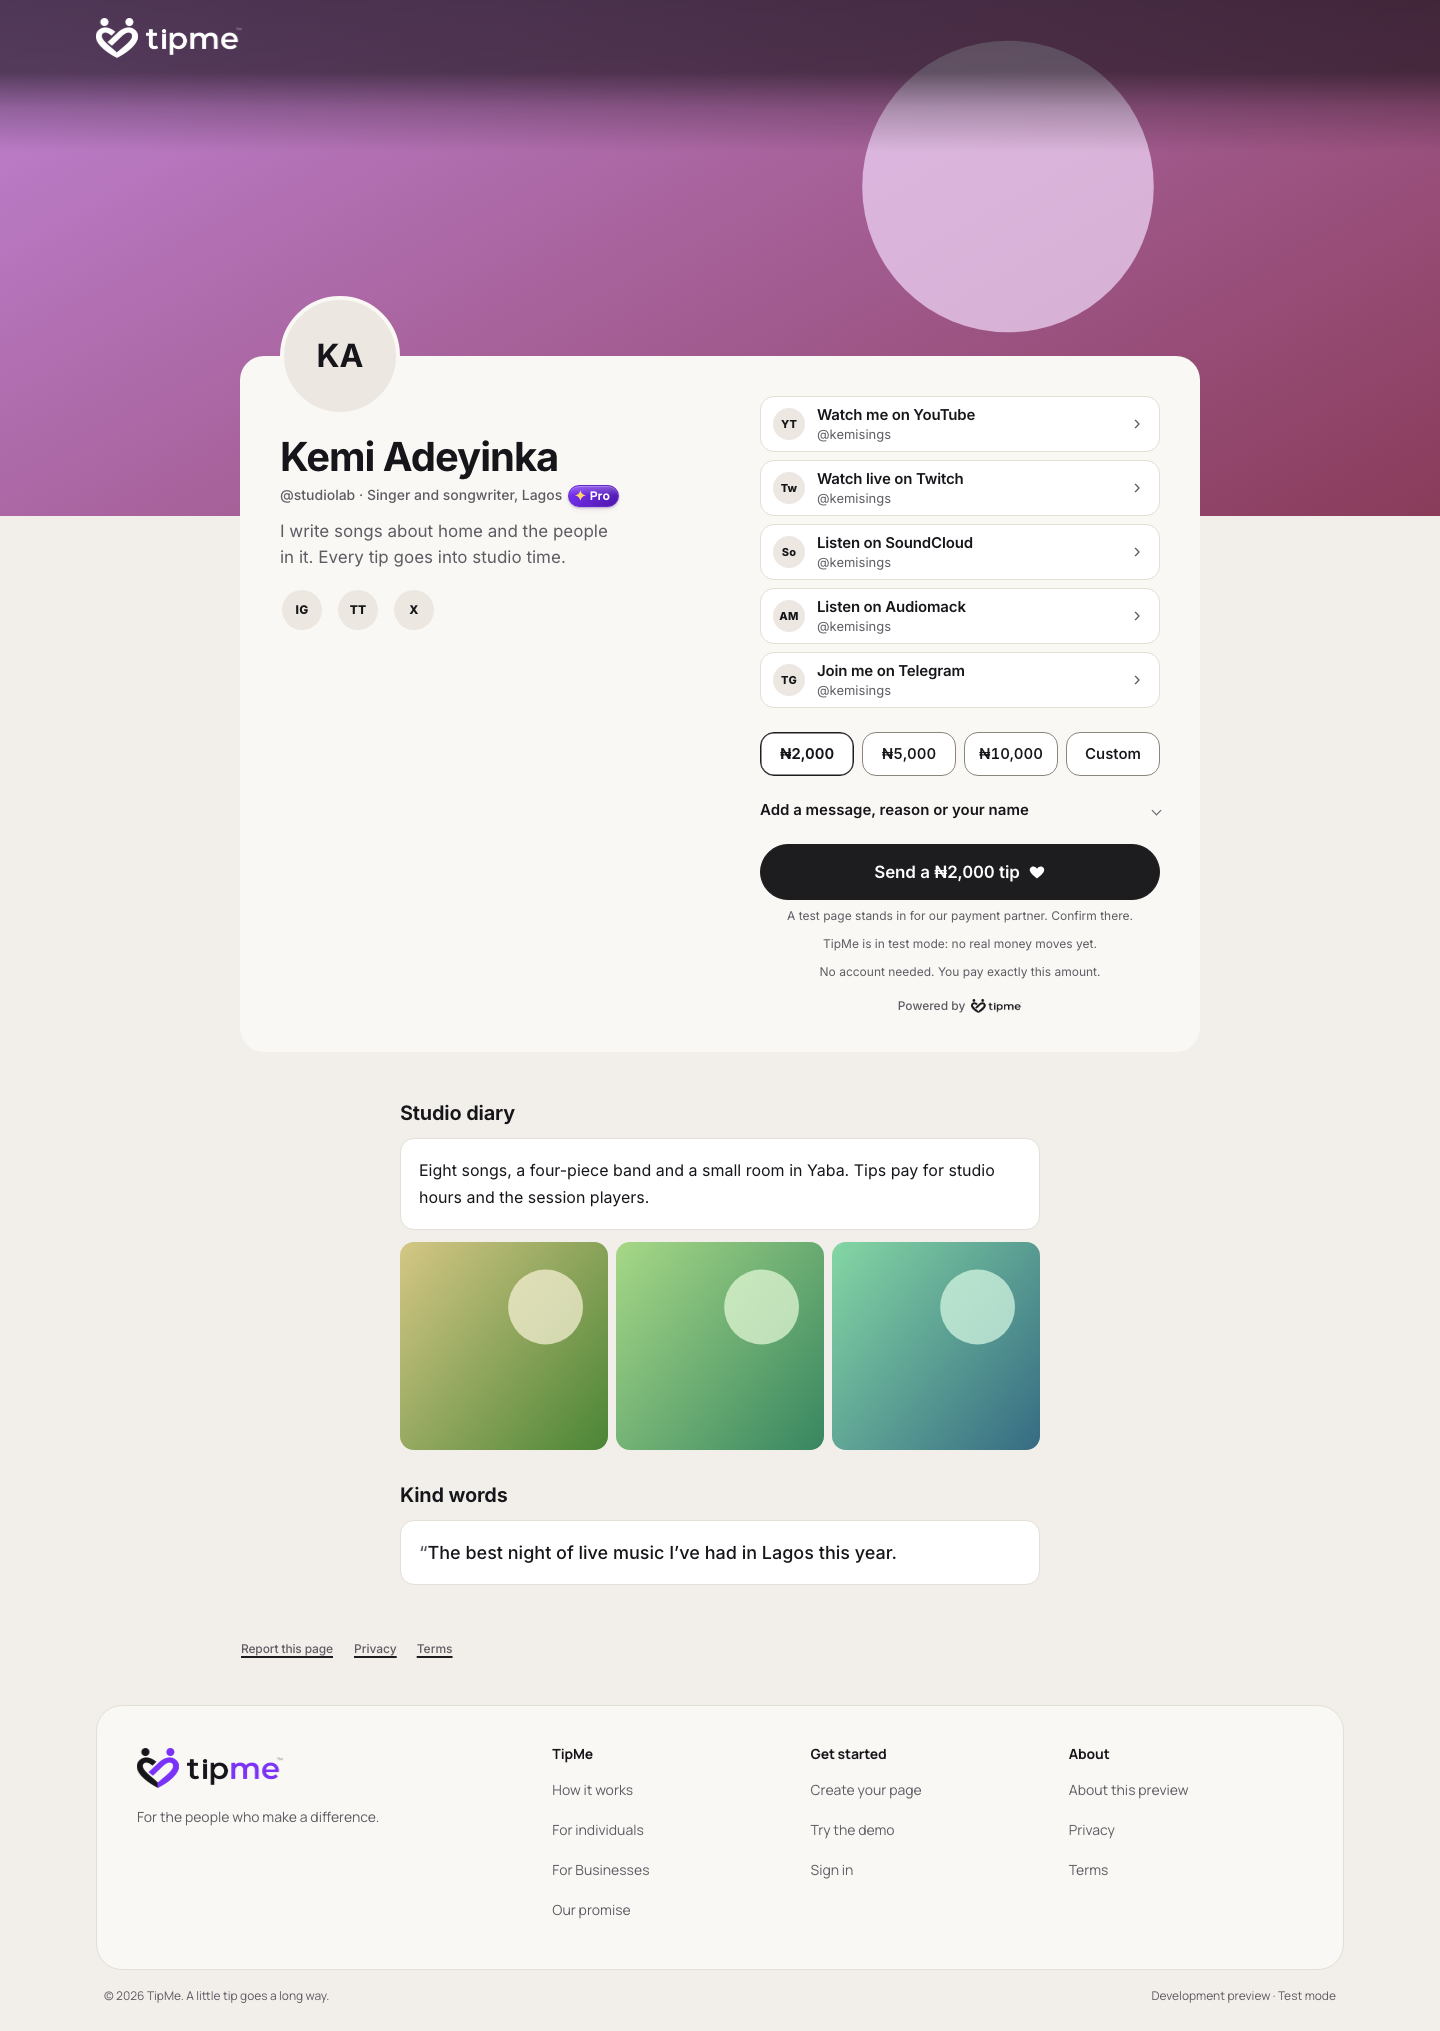 tipme™
KA
Kemi Adeyinka
@studiolab · Singer and songwriter, Lagos ✦ Pro
I write songs about home and the people
in it. Every tip goes into studio time.
IG TT X
YT
Watch me on YouTube
@kemisings
Tw
Watch live on Twitch
@kemisings
So
Listen on SoundCloud
@kemisings
AM
Listen on Audiomack
@kemisings
TG
Join me on Telegram
@kemisings
₦2,000 ₦5,000 ₦10,000 Custom
Add a message, reason or your name
Send a ₦2,000 tip
A test page stands in for our payment partner. Confirm there.
TipMe is in test mode: no real money moves yet.
No account needed. You pay exactly this amount.
Powered by tipme
Studio diary
Eight songs, a four-piece band and a small room in Yaba. Tips pay for studio
hours and the session players.
Kind words
“The best night of live music I’ve had in Lagos this year.
Report this page Privacy Terms
tipme™
For the people who make a difference.
TipMe
How it works
For individuals
For Businesses
Our promise
Get started
Create your page
Try the demo
Sign in
About
About this preview
Privacy
Terms
© 2026 TipMe. A little tip goes a long way.
Development preview · Test mode